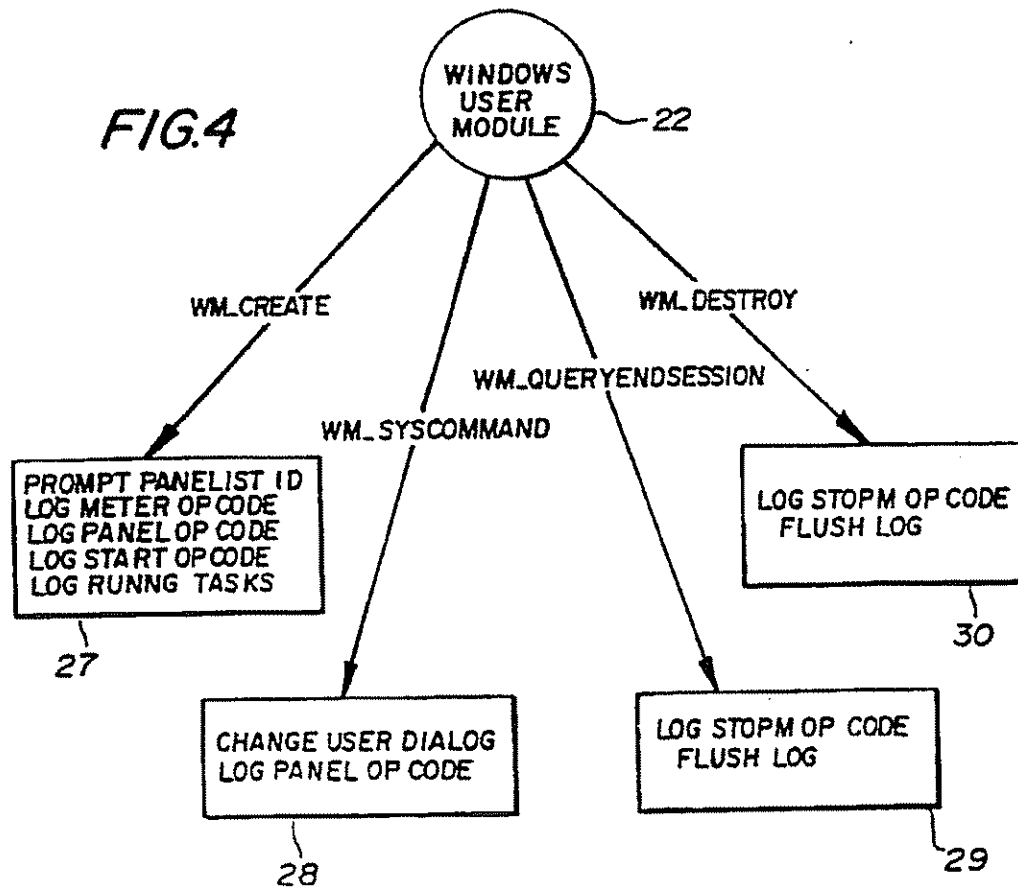 FIG.4
WINDOWS
USER
MODULE
22
WM_CREATE
WM_DESTROY
WM_QUERYENDSESSION
WM_SYSCOMMAND
PROMPT PANELIST ID
LOG METER OP CODE
LOG PANEL OP CODE
LOG START OP CODE
LOG RUNNG TASKS
27
LOG STOPM OP CODE
FLUSH LOG
30
CHANGE USER DIALOG
LOG PANEL OP CODE
28
LOG STOPM OP CODE
FLUSH LOG
29